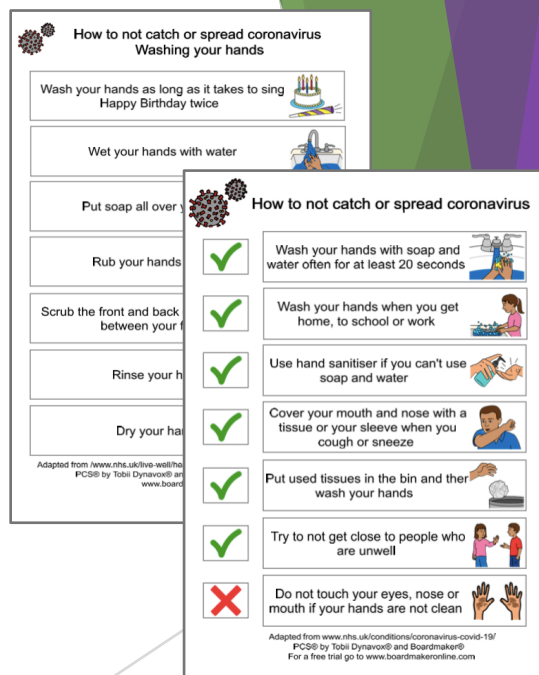 How to not catch or spread coronavirus
Washing your hands
Wash your hands as long as it takes to sing
Happy Birthday twice
Wet your hands with water
Put soap all over
Rub your hands
Scrub the front and back
between your
Rinse your
Dry your
Adapted from /www.nhs.uk/live-well/
PCS® by Tobii Dynavox®
How to not catch or spread coronavirus
Wash your hands with soap and
water often for at least 20 seconds
Wash your hands when you get
home, to school or work
Use hand sanitiser if you can't use
soap and water
Cover your mouth and nose with a
tissue or your sleeve when you
cough or sneeze
Put used tissues in the bin and then
wash your hands
Try to not get close to people who
are unwell
Do not touch your eyes, nose or
mouth if your hands are not clean
Adapted from www.nhs.uk/conditions/coronavirus-covid-19/
PCS® by Tobii Dynavox® and Boardmaker®
For a free trial go to www.boardmakeronline.com